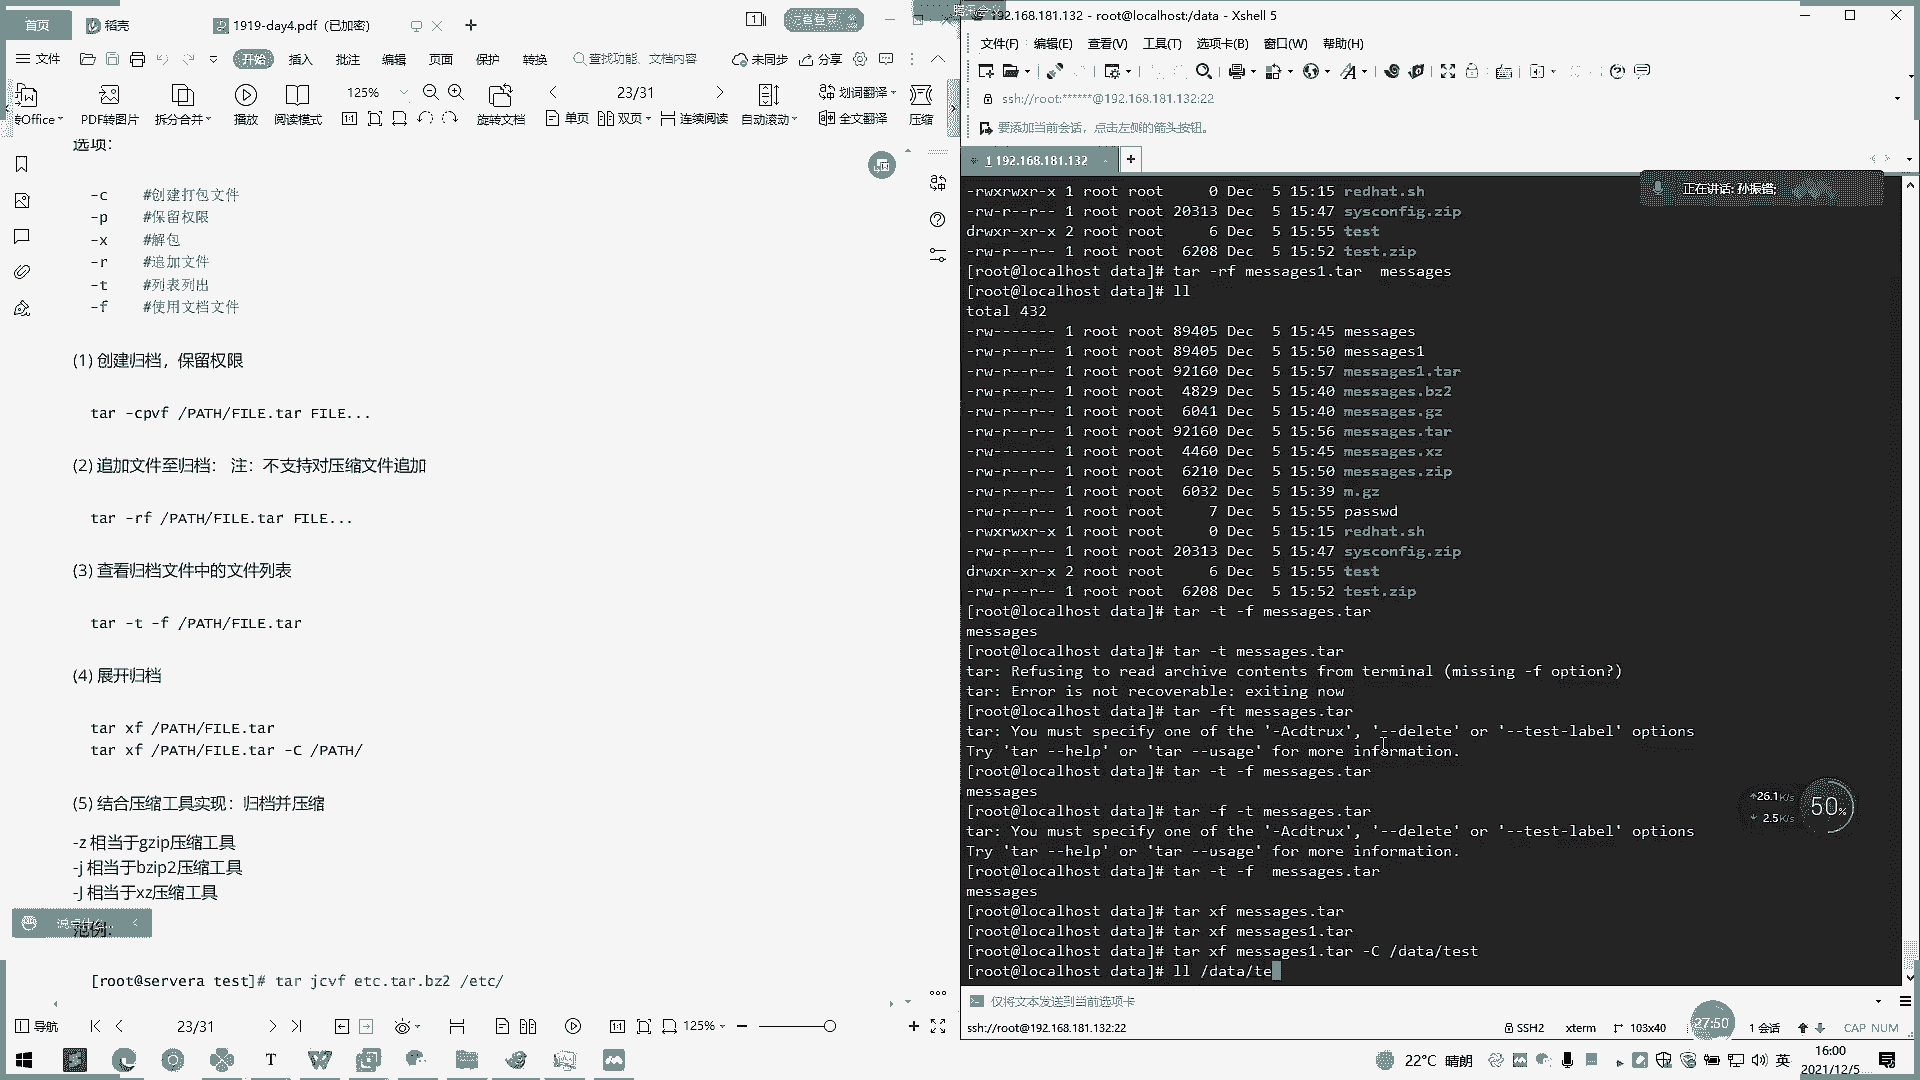 首页
稻壳
1919-day4.pdf (已加密)
文件
开始
插入
批注
编辑
页面
保护
转换
查找功能、文档内容
未同步
分享
125%
23/31
划词翻译
转Office
PDF转图片
拆分合并
播放
阅读模式
旋转文档
单页
双页
连续阅读
自动滚动
全文翻译
压缩
选项:
-c #创建打包文件
-p #保留权限
-x #解包
-r #追加文件
-t #列表列出
-f #使用文档文件
(1) 创建归档，保留权限
tar -cpvf /PATH/FILE.tar FILE...
(2) 追加文件至归档： 注：不支持对压缩文件追加
tar -rf /PATH/FILE.tar FILE...
(3) 查看归档文件中的文件列表
tar -t -f /PATH/FILE.tar
(4) 展开归档
tar xf /PATH/FILE.tar
tar xf /PATH/FILE.tar -C /PATH/
(5) 结合压缩工具实现：归档并压缩
-z 相当于gzip压缩工具
-j 相当于bzip2压缩工具
-J 相当于xz压缩工具
范例:
[root@servera test]# tar jcvf etc.tar.bz2 /etc/
导航
23/31
125%
192.168.181.132 - root@localhost:/data - Xshell 5
文件(F) 编辑(E) 查看(V) 工具(T) 选项卡(B) 窗口(W) 帮助(H)
ssh://root:******@192.168.181.132:22
要添加当前会话，点击左侧的箭头按钮。
1 192.168.181.132
正在讲话: 孙振锴;
-rwxrwxr-x 1 root root     0 Dec  5 15:15 redhat.sh
-rw-r--r-- 1 root root 20313 Dec  5 15:47 sysconfig.zip
drwxr-xr-x 2 root root     6 Dec  5 15:55 test
-rw-r--r-- 1 root root  6208 Dec  5 15:52 test.zip
[root@localhost data]# tar -rf messages1.tar  messages
[root@localhost data]# ll
total 432
-rw------- 1 root root 89405 Dec  5 15:45 messages
-rw-r--r-- 1 root root 89405 Dec  5 15:50 messages1
-rw-r--r-- 1 root root 92160 Dec  5 15:57 messages1.tar
-rw-r--r-- 1 root root  4829 Dec  5 15:40 messages.bz2
-rw-r--r-- 1 root root  6041 Dec  5 15:40 messages.gz
-rw-r--r-- 1 root root 92160 Dec  5 15:56 messages.tar
-rw------- 1 root root  4460 Dec  5 15:45 messages.xz
-rw-r--r-- 1 root root  6210 Dec  5 15:50 messages.zip
-rw-r--r-- 1 root root  6032 Dec  5 15:39 m.gz
-rw-r--r-- 1 root root     7 Dec  5 15:55 passwd
-rwxrwxr-x 1 root root     0 Dec  5 15:15 redhat.sh
-rw-r--r-- 1 root root 20313 Dec  5 15:47 sysconfig.zip
drwxr-xr-x 2 root root     6 Dec  5 15:55 test
-rw-r--r-- 1 root root  6208 Dec  5 15:52 test.zip
[root@localhost data]# tar -t -f messages.tar
messages
[root@localhost data]# tar -t messages.tar
tar: Refusing to read archive contents from terminal (missing -f option?)
tar: Error is not recoverable: exiting now
[root@localhost data]# tar -ft messages.tar
tar: You must specify one of the '-Acdtrux', '--delete' or '--test-label' options
Try 'tar --help' or 'tar --usage' for more information.
[root@localhost data]# tar -t -f messages.tar
messages
[root@localhost data]# tar -f -t messages.tar
tar: You must specify one of the '-Acdtrux', '--delete' or '--test-label' options
Try 'tar --help' or 'tar --usage' for more information.
[root@localhost data]# tar -t -f  messages.tar
messages
[root@localhost data]# tar xf messages.tar
[root@localhost data]# tar xf messages1.tar
[root@localhost data]# tar xf messages1.tar -C /data/test
[root@localhost data]# ll /data/te
26.1K/s
2.5K/s
50%
仅将文本发送到当前选项卡
ssh://root@192.168.181.132:22
SSH2
xterm
103x40
27:50
1 会话
CAP NUM
22°C 晴朗
英
16:00
2021/12/5